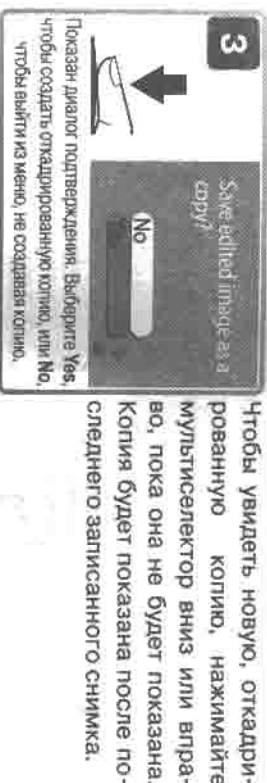 3
Save edited image as a
copy?
No
Показан диалог подтверждения. Выберите Yes,
чтобы создать откадрированную копию, или No,
чтобы выйти из меню, не создавая копию.
Чтобы увидеть новую, откадри-
рованную копию, нажимайте
мультиселектор вниз или впра-
во, пока она не будет показана.
Копия будет показана после по-
следнего записанного снимка.